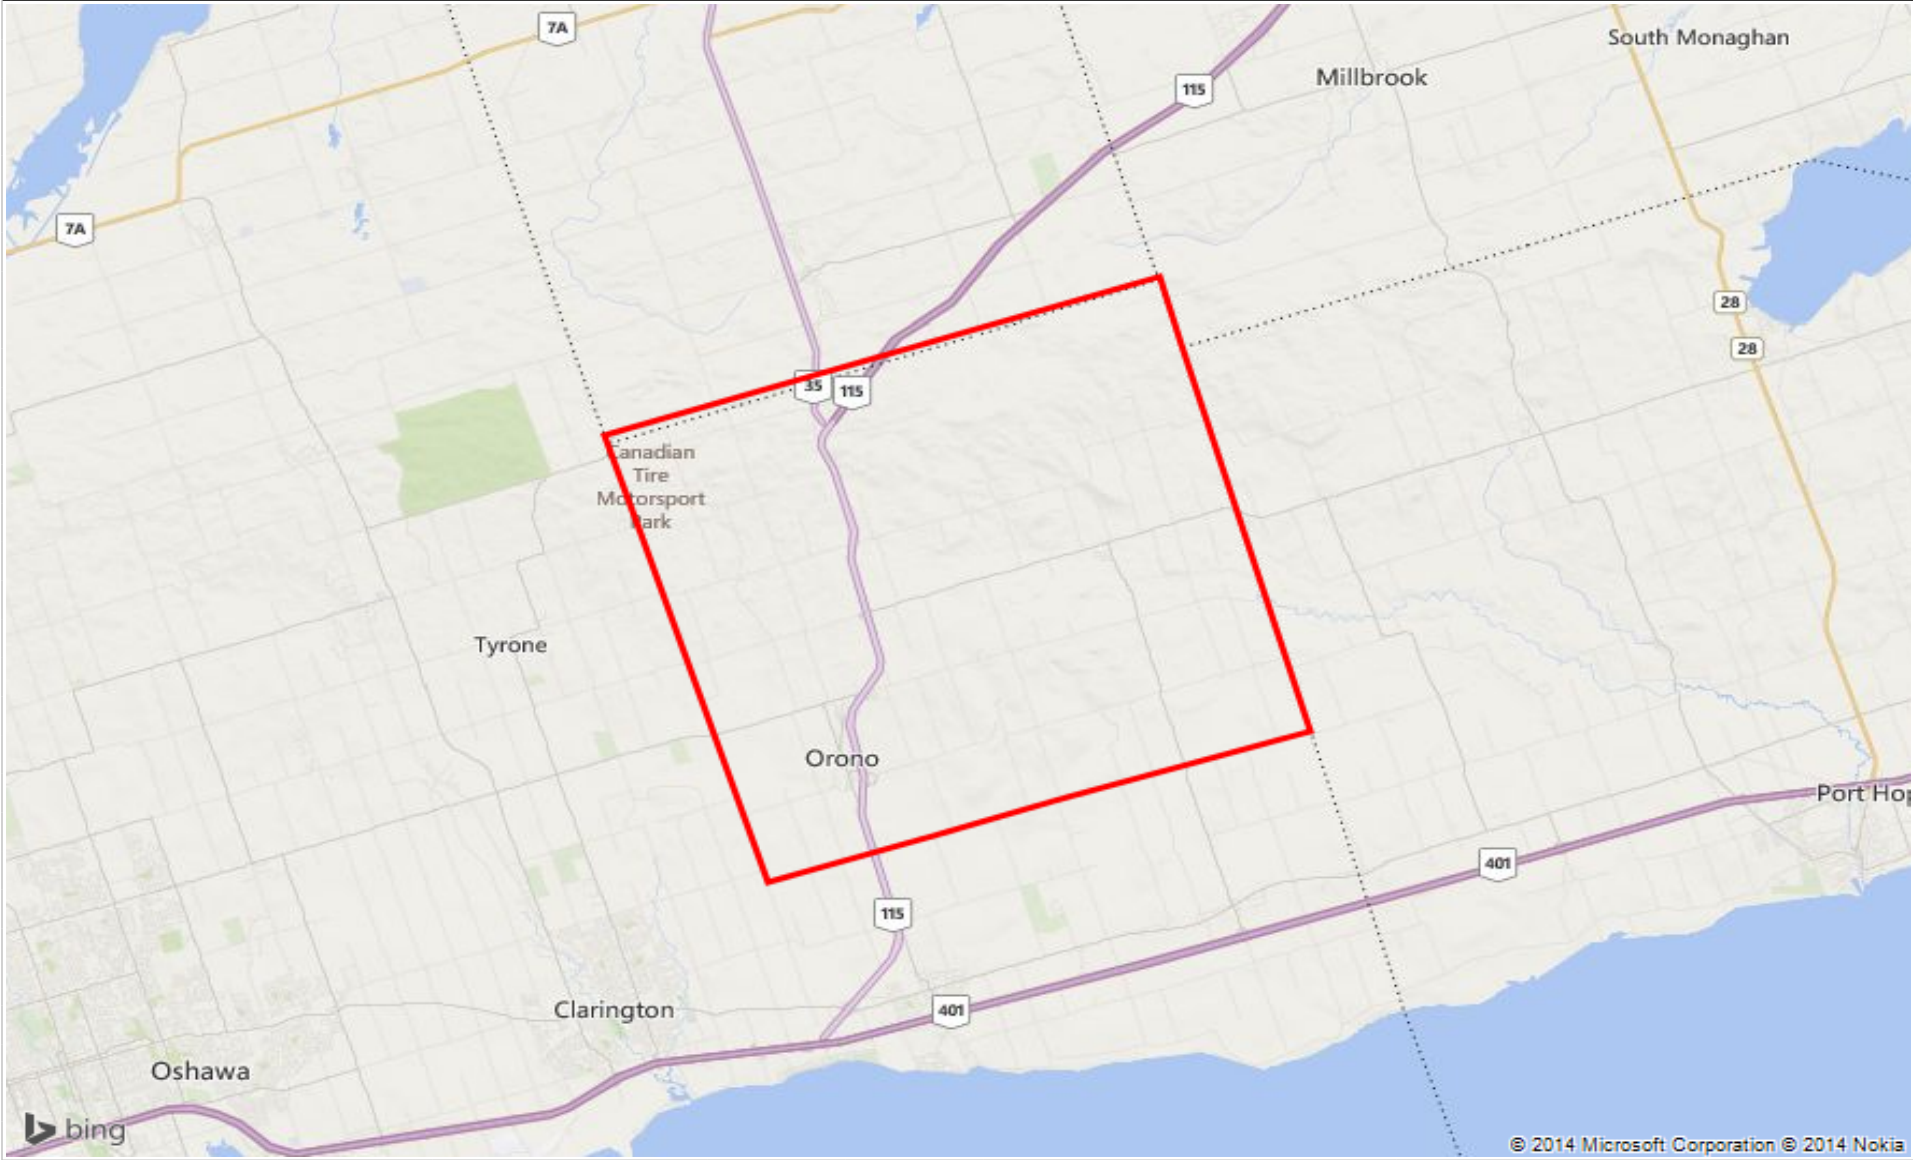 7A
South Monaghan
Millbrook
115
7A
28
28
35
115
Canadian
Tire
Motorsport
Park
Tyrone
Orono
Port Hop
401
115
Clarington
401
Oshawa
bing
© 2014 Microsoft Corporation © 2014 Nokia